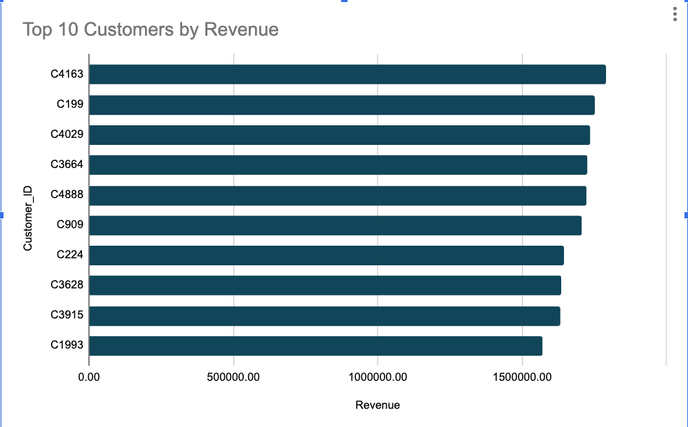 Top 10 Customers by Revenue
C4163
C199
C4029
C3664
C4888
C909
C224
C3628
C3915
C1993
Customer_ID
0.00 500000.00 1000000.00 1500000.00
Revenue